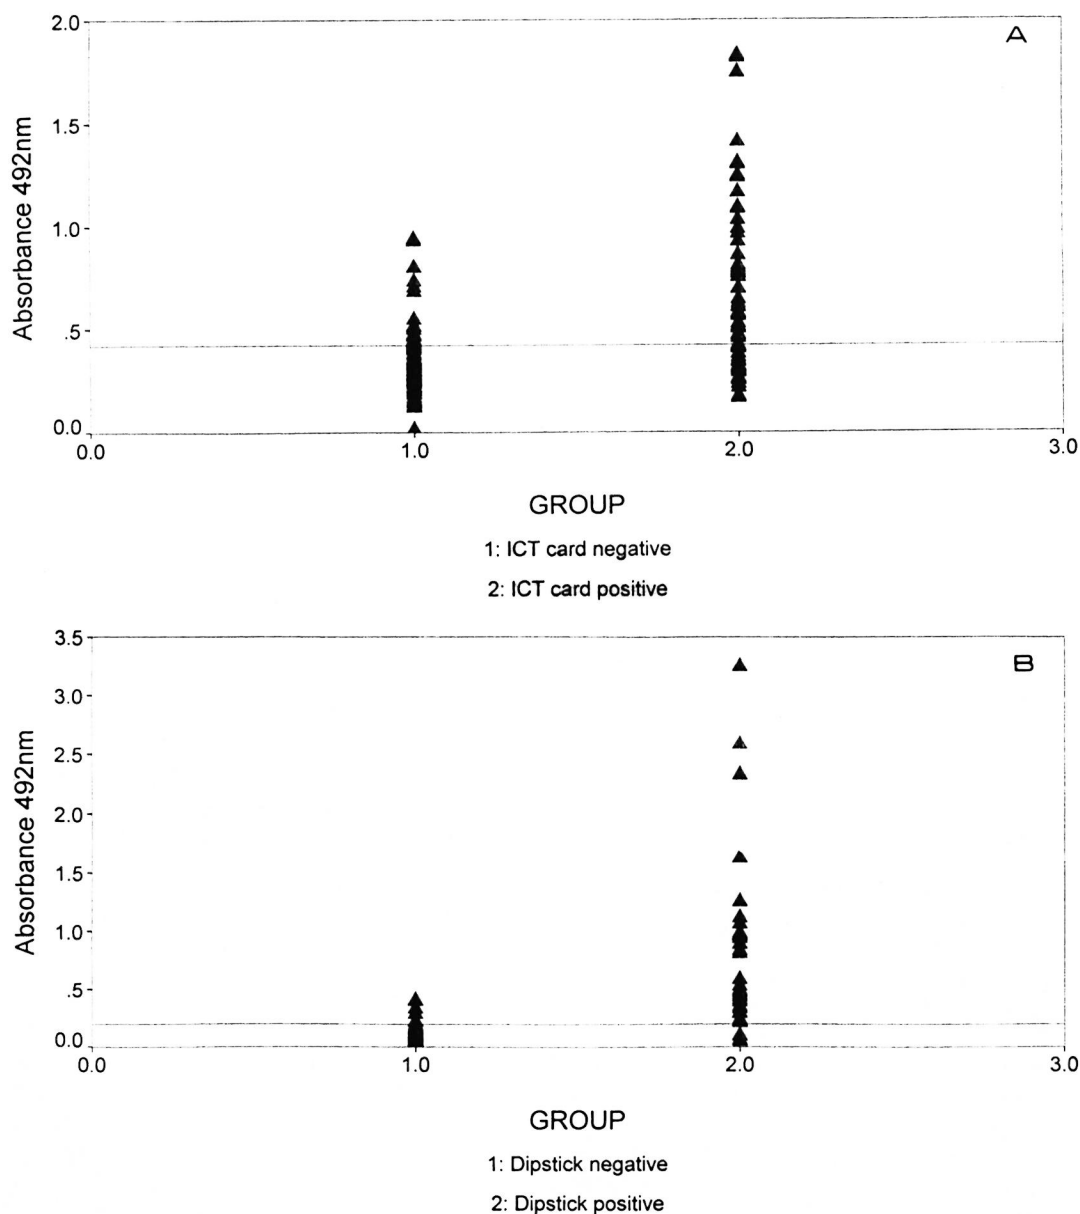 A
2.0
1.5
1.0
.5
0.0
Absorbance 492nm
0.0 1.0 2.0 3.0
GROUP
1: ICT card negative
2: ICT card positive
B
3.5
3.0
2.5
2.0
1.5
1.0
.5
0.0
Absorbance 492nm
0.0 1.0 2.0 3.0
GROUP
1: Dipstick negative
2: Dipstick positive